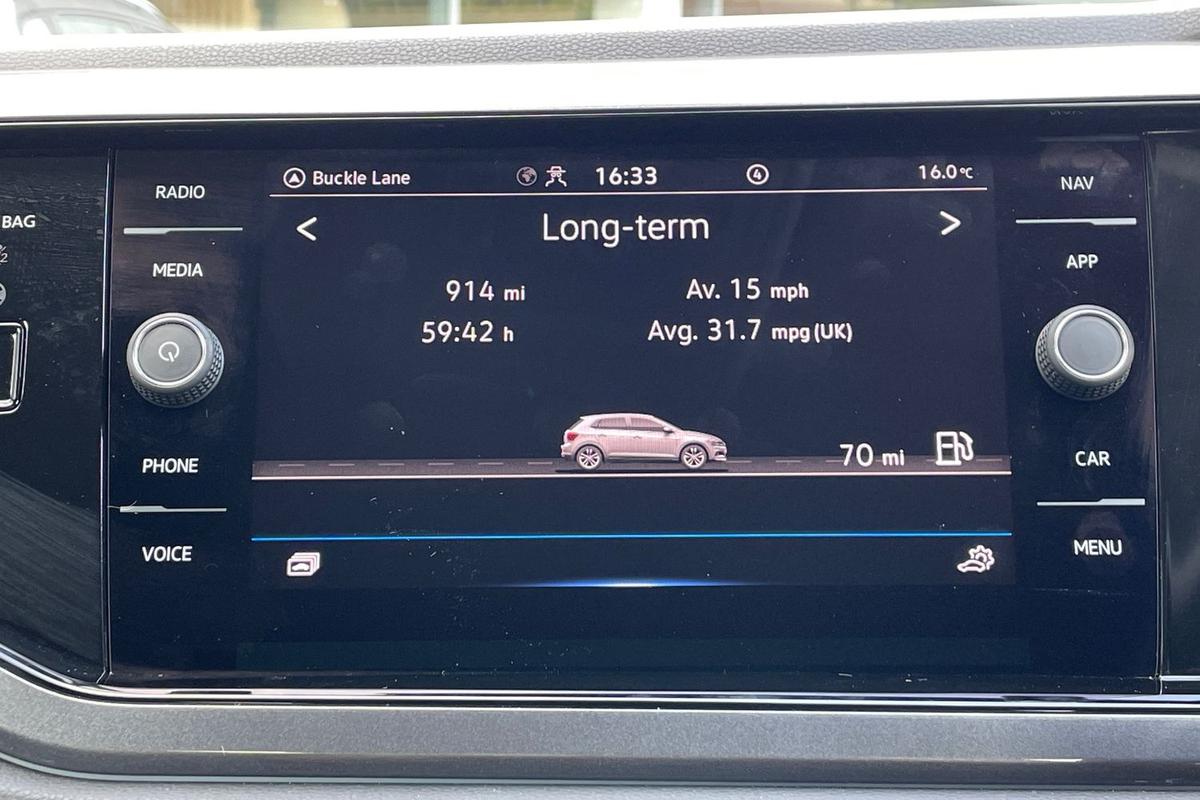 BAG
RADIO
MEDIA
PHONE
VOICE
Buckle Lane
16:33
4
16.0°C
< Long-term >
914 mi
Av. 15 mph
59:42 h
Avg. 31.7 mpg (UK)
70 mi
NAV
APP
CAR
MENU